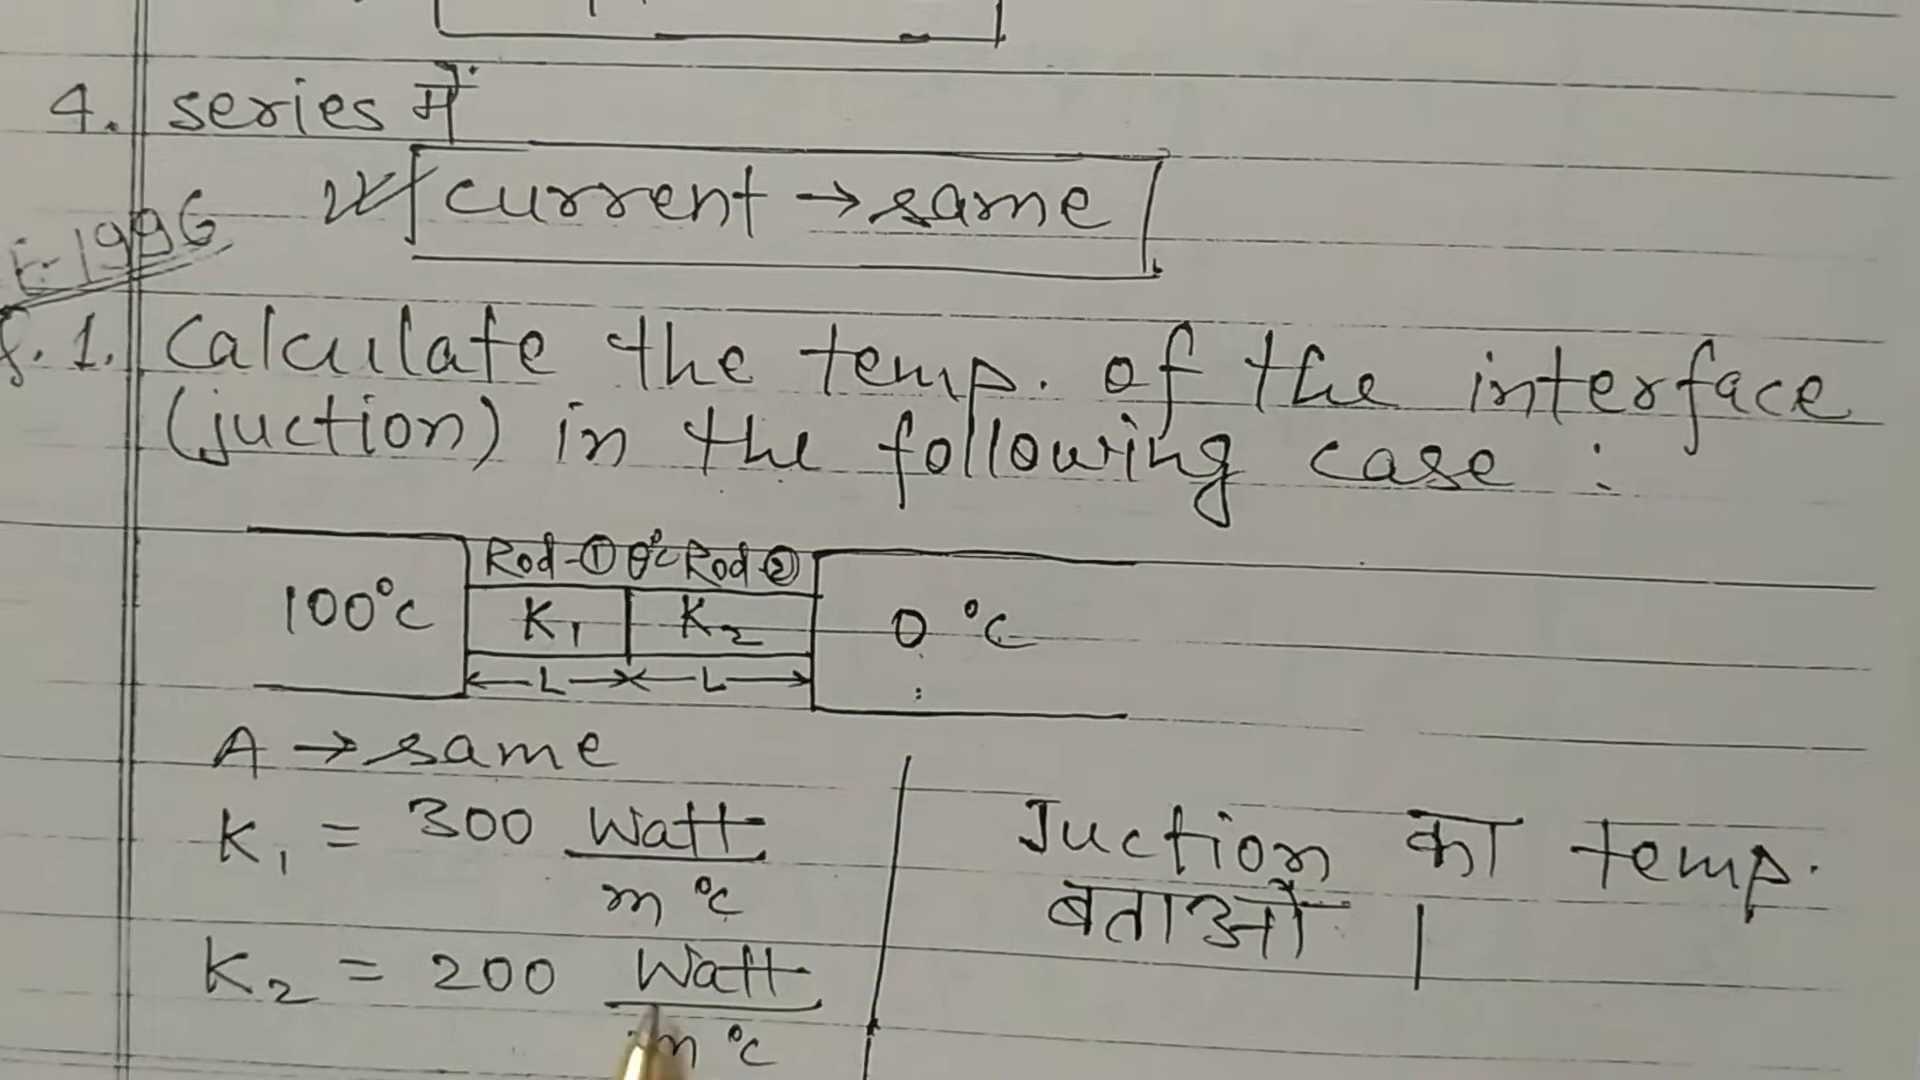 4. series में
current → same
1996
1. Calculate the temp. of the interface
(juction) in the following case :
Rod-① θ°C Rod-②
100°C K₁ K₂ 0 °C
L L
A → same
K₁ = 300 Watt
m °C
K₂ = 200 Watt
m °C
Juction का temp.
बताओ ।